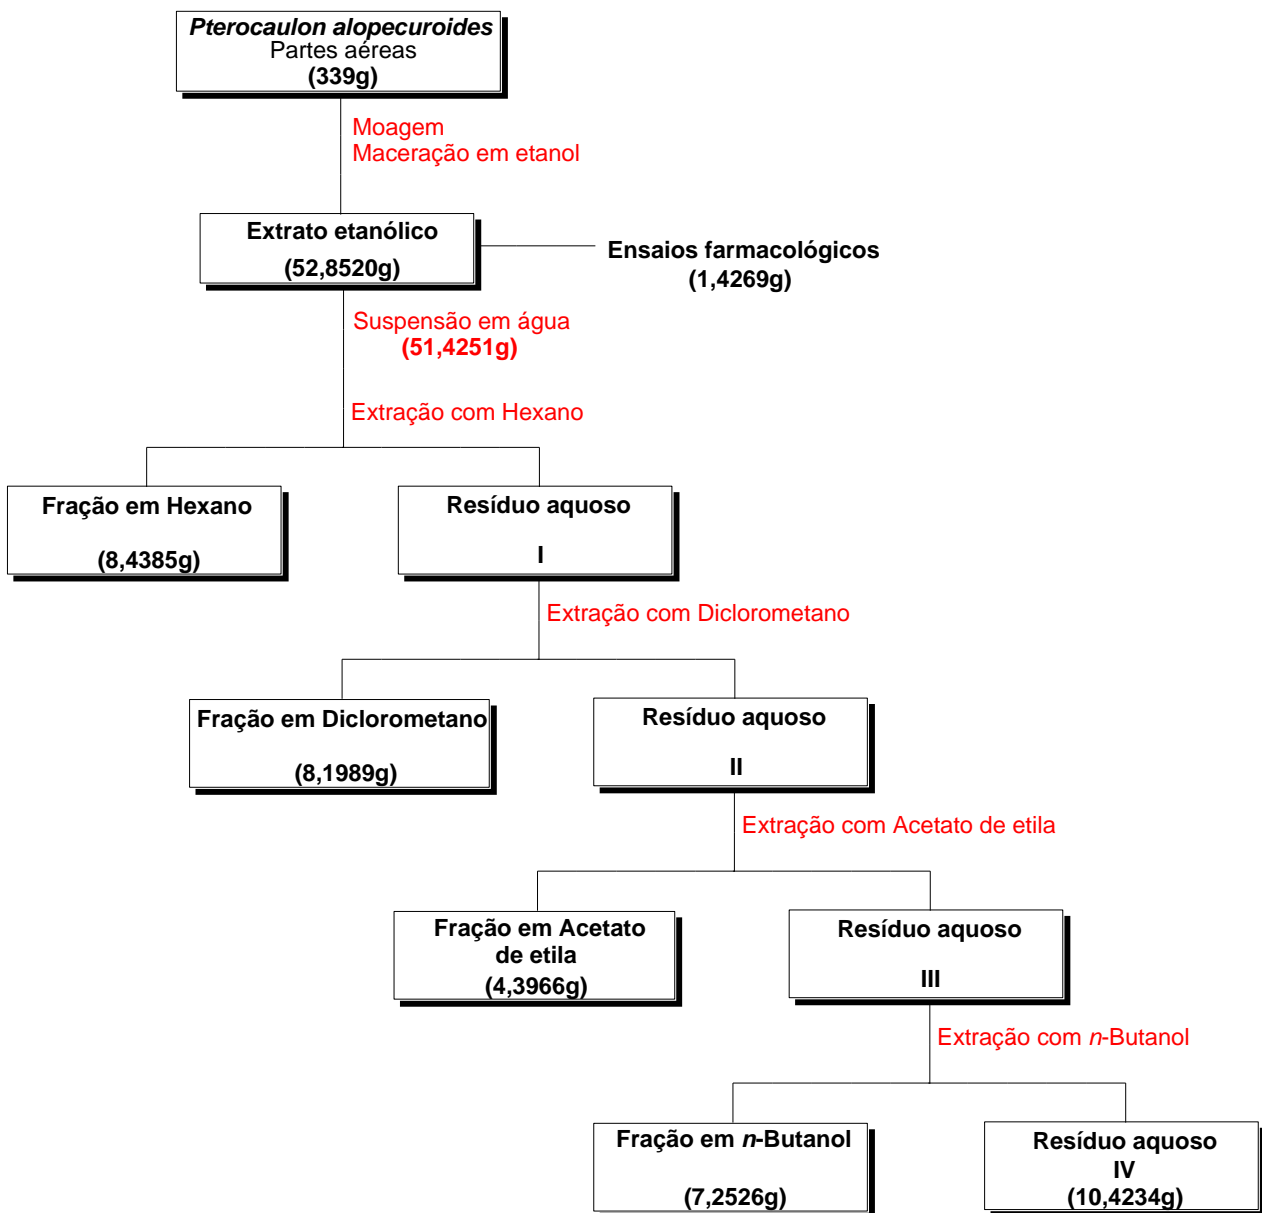 Pterocaulon alopecuroides
Partes aéreas
(339g)
Moagem
Maceração em etanol
Extrato etanólico
(52,8520g)
Ensaios farmacológicos
(1,4269g)
Suspensão em água
(51,4251g)
Extração com Hexano
Fração em Hexano
(8,4385g)
Resíduo aquoso
I
Extração com Diclorometano
Fração em Diclorometano
(8,1989g)
Resíduo aquoso
II
Extração com Acetato de etila
Fração em Acetato
de etila
(4,3966g)
Resíduo aquoso
III
Extração com n-Butanol
Fração em n-Butanol
(7,2526g)
Resíduo aquoso
IV
(10,4234g)